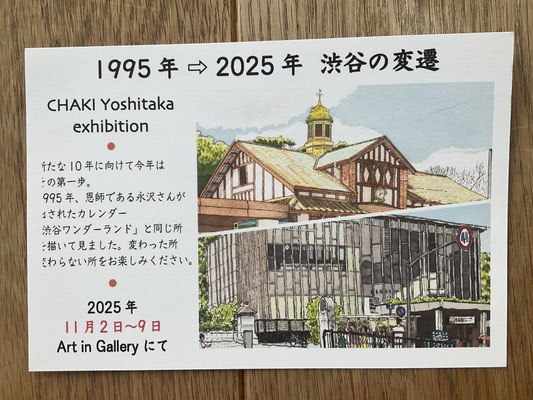 1995年⇨2025年 渋谷の変遷
CHAKI Yoshitaka
exhibition
たな10年に向けて今年は
の第一歩。
995年、恩師である永沢さんが
されたカレンダー
渋谷ワンダーランド」と同じ所
描いて見ました。変わった所
わらない所をお楽しみください。
2025年
11月2日~9日
Art in Gallery にて